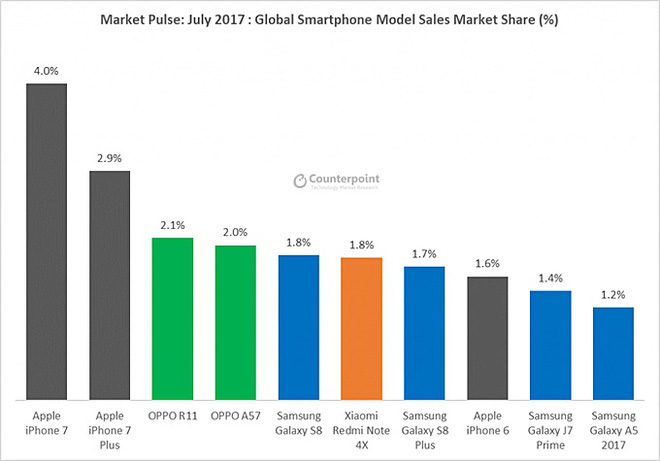 Market Pulse: July 2017 : Global Smartphone Model Sales Market Share (%)
4.0%
2.9%
2.1%
2.0%
1.8%
1.8%
1.7%
1.6%
1.4%
1.2%
Counterpoint
Technology Market Research
Apple
iPhone 7
Apple
iPhone 7
Plus
OPPO R11
OPPO A57
Samsung
Galaxy S8
Xiaomi
Redmi Note
4X
Samsung
Galaxy S8
Plus
Apple
iPhone 6
Samsung
Galaxy J7
Prime
Samsung
Galaxy A5
2017